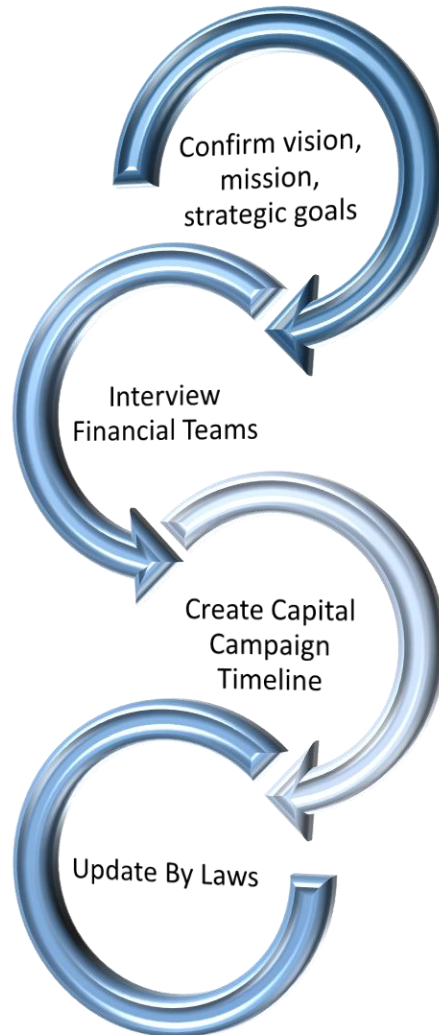 Confirm vision,
mission,
strategic goals
Interview
Financial Teams
Create Capital
Campaign
Timeline
Update By Laws